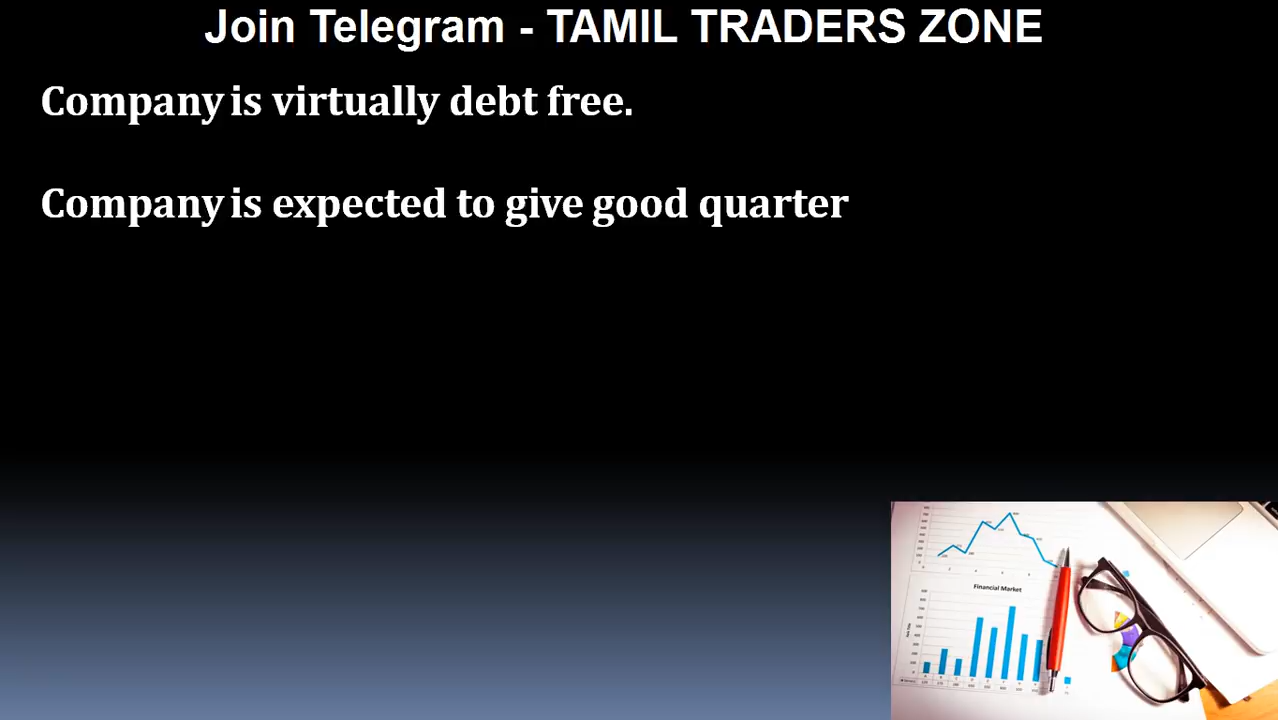 Join Telegram - TAMIL TRADERS ZONE
Company is virtually debt free.
Company is expected to give good quarter
Financial Market